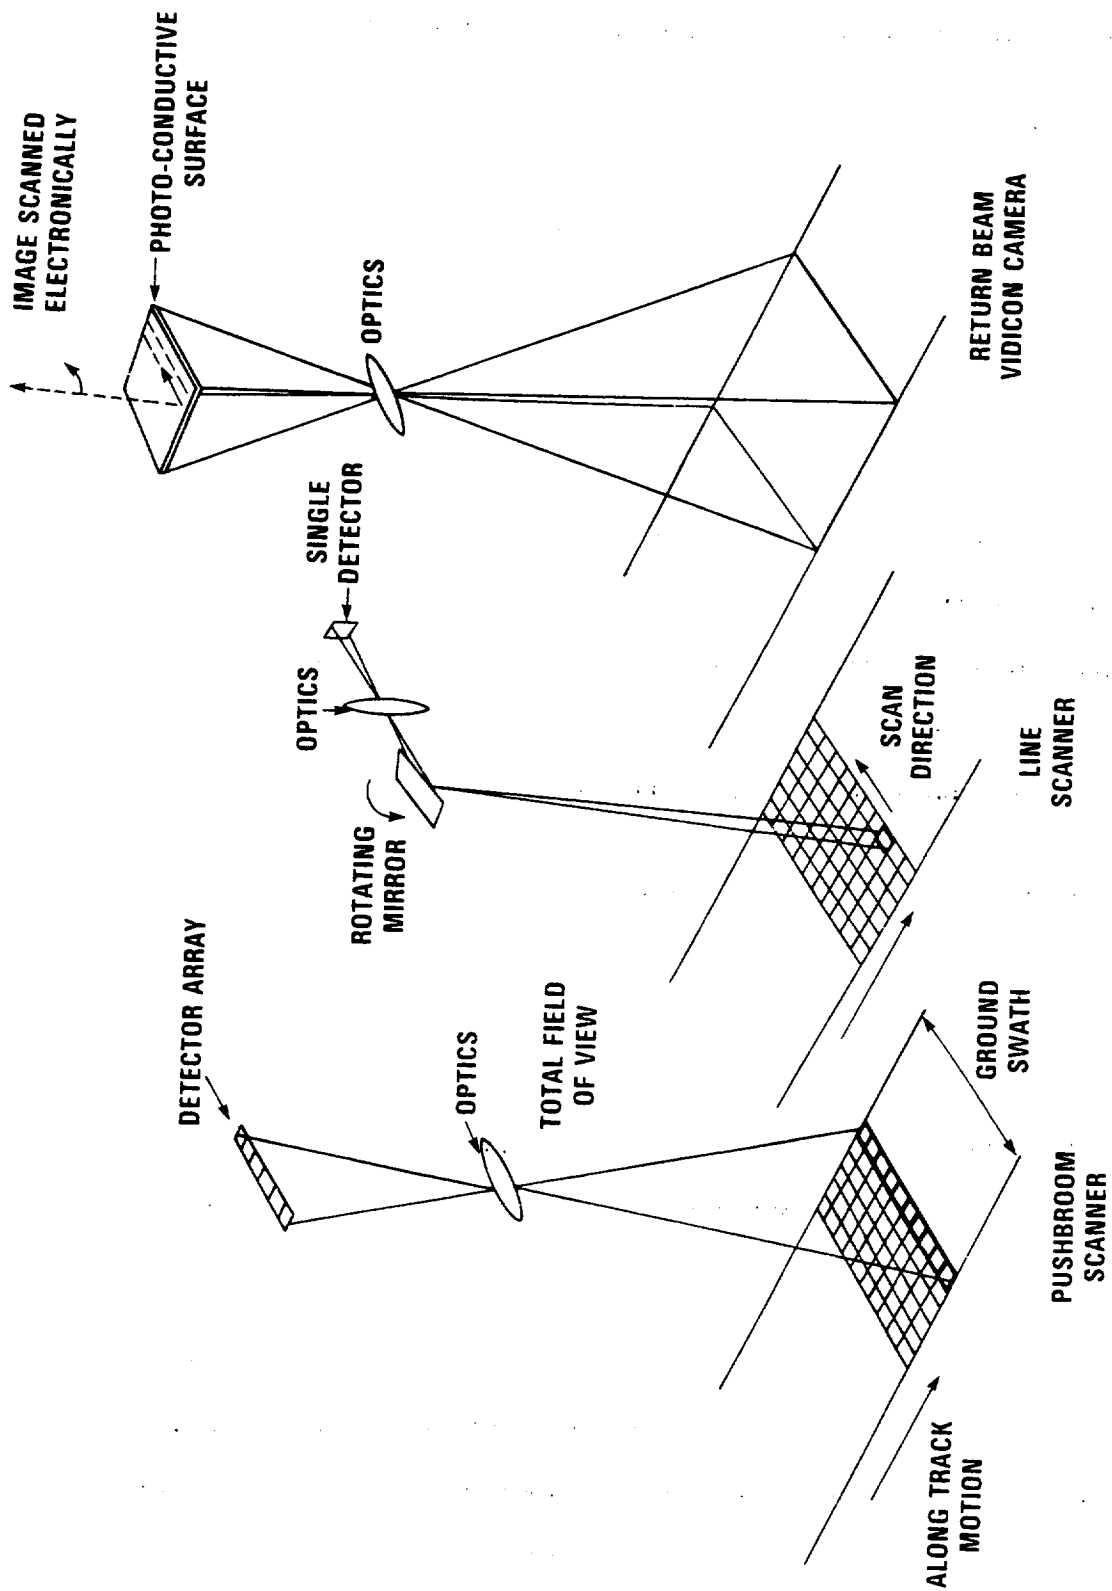 DETECTOR ARRAY
OPTICS
TOTAL FIELD
OF VIEW
ALONG TRACK
MOTION
GROUND
SWATH
PUSHBROOM
SCANNER
ROTATING
MIRROR
OPTICS
SINGLE
DETECTOR
SCAN
DIRECTION
LINE
SCANNER
IMAGE SCANNED
ELECTRONICALLY
PHOTO-CONDUCTIVE
SURFACE
OPTICS
RETURN BEAM
VIDICON CAMERA